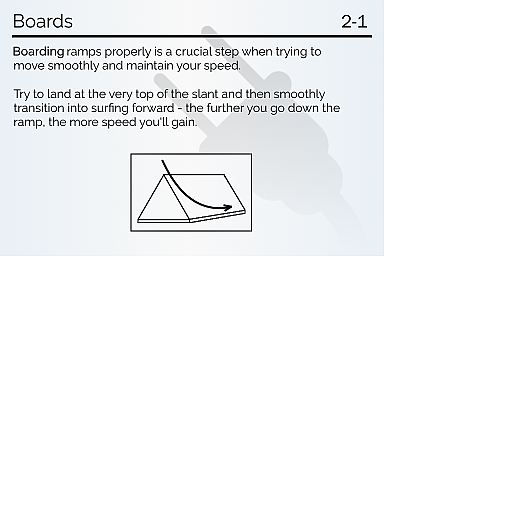 Boards 2-1
Boarding ramps properly is a crucial step when trying to
move smoothly and maintain your speed.
Try to land at the very top of the slant and then smoothly
transition into surfing forward - the further you go down the
ramp, the more speed you'll gain.